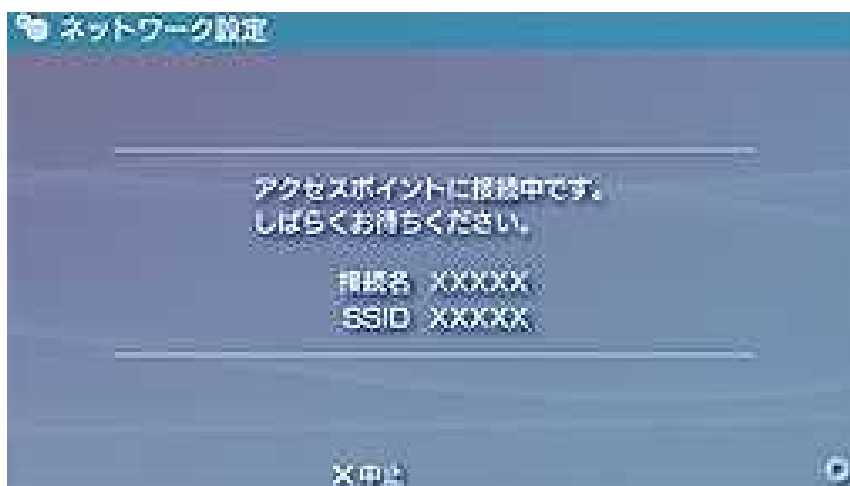 ネットワーク設定
アクセスポイントに接続中です。
しばらくお待ちください。
接続名 XXXXX
SSID XXXXX
×中止